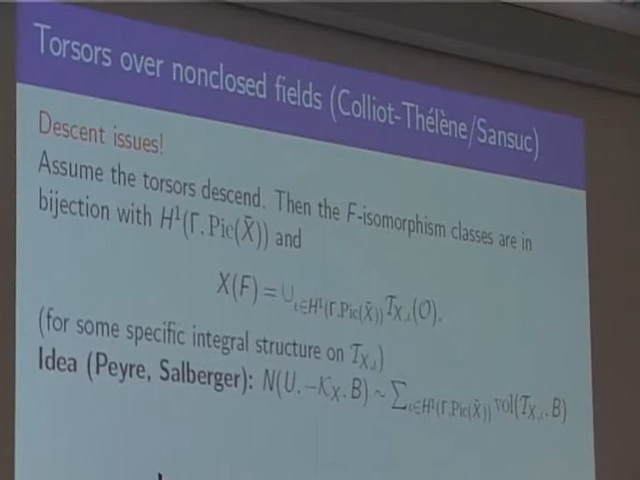 Torsors over nonclosed fields (Colliot-Thélène/Sansuc)
Descent issues!
Assume the torsors descend. Then the F-isomorphism classes are in
bijection with H¹(Γ, Pic(X̄)) and
X(F) = ∪_{ι∈H¹(Γ,Pic(X̄))} 𝒯_{X,ι}(𝒪).
(for some specific integral structure on 𝒯_{X,ι})
Idea (Peyre, Salberger): N(U, −𝒦_X, B) ~ ∑_{ι∈H¹(Γ,Pic(X̄))} vol(𝒯_{X,ι}, B)